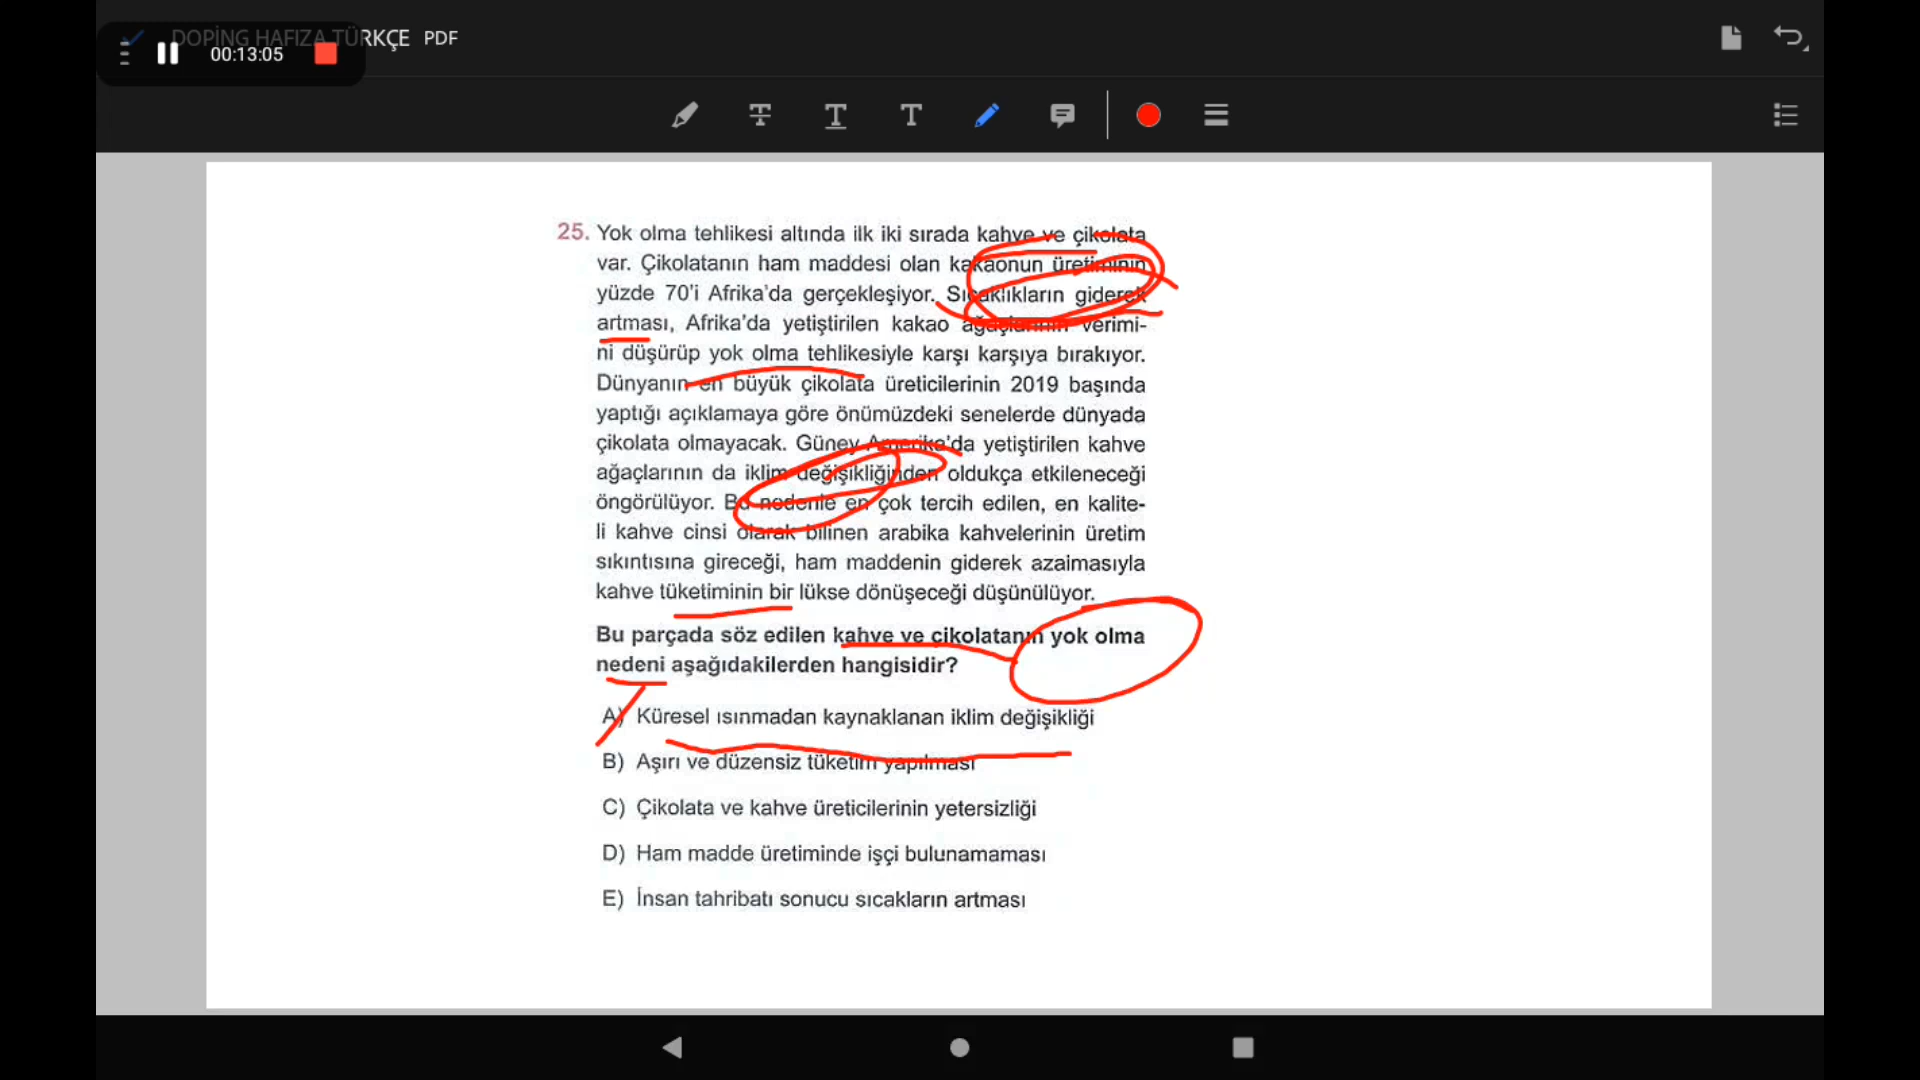 DOPİNG HAFIZA TÜRKÇE PDF
00:13:05
25. Yok olma tehlikesi altında ilk iki sırada kahve ve çikolata
var. Çikolatanın ham maddesi olan kakaonun üretiminin
yüzde 70'i Afrika'da gerçekleşiyor. Sıcaklıkların giderek
artması, Afrika'da yetiştirilen kakao ağaçlarının verimi-
ni düşürüp yok olma tehlikesiyle karşı karşıya bırakıyor.
Dünyanın en büyük çikolata üreticilerinin 2019 başında
yaptığı açıklamaya göre önümüzdeki senelerde dünyada
çikolata olmayacak. Güney Amerika'da yetiştirilen kahve
ağaçlarının da iklim değişikliğinden oldukça etkileneceği
öngörülüyor. Bu nedenle en çok tercih edilen, en kalite-
li kahve cinsi olarak bilinen arabika kahvelerinin üretim
sıkıntısına gireceği, ham maddenin giderek azalmasıyla
kahve tüketiminin bir lükse dönüşeceği düşünülüyor.
Bu parçada söz edilen kahve ve çikolatanın yok olma
nedeni aşağıdakilerden hangisidir?
A) Küresel ısınmadan kaynaklanan iklim değişikliği
B) Aşırı ve düzensiz tüketim yapılması
C) Çikolata ve kahve üreticilerinin yetersizliği
D) Ham madde üretiminde işçi bulunamaması
E) İnsan tahribatı sonucu sıcakların artması